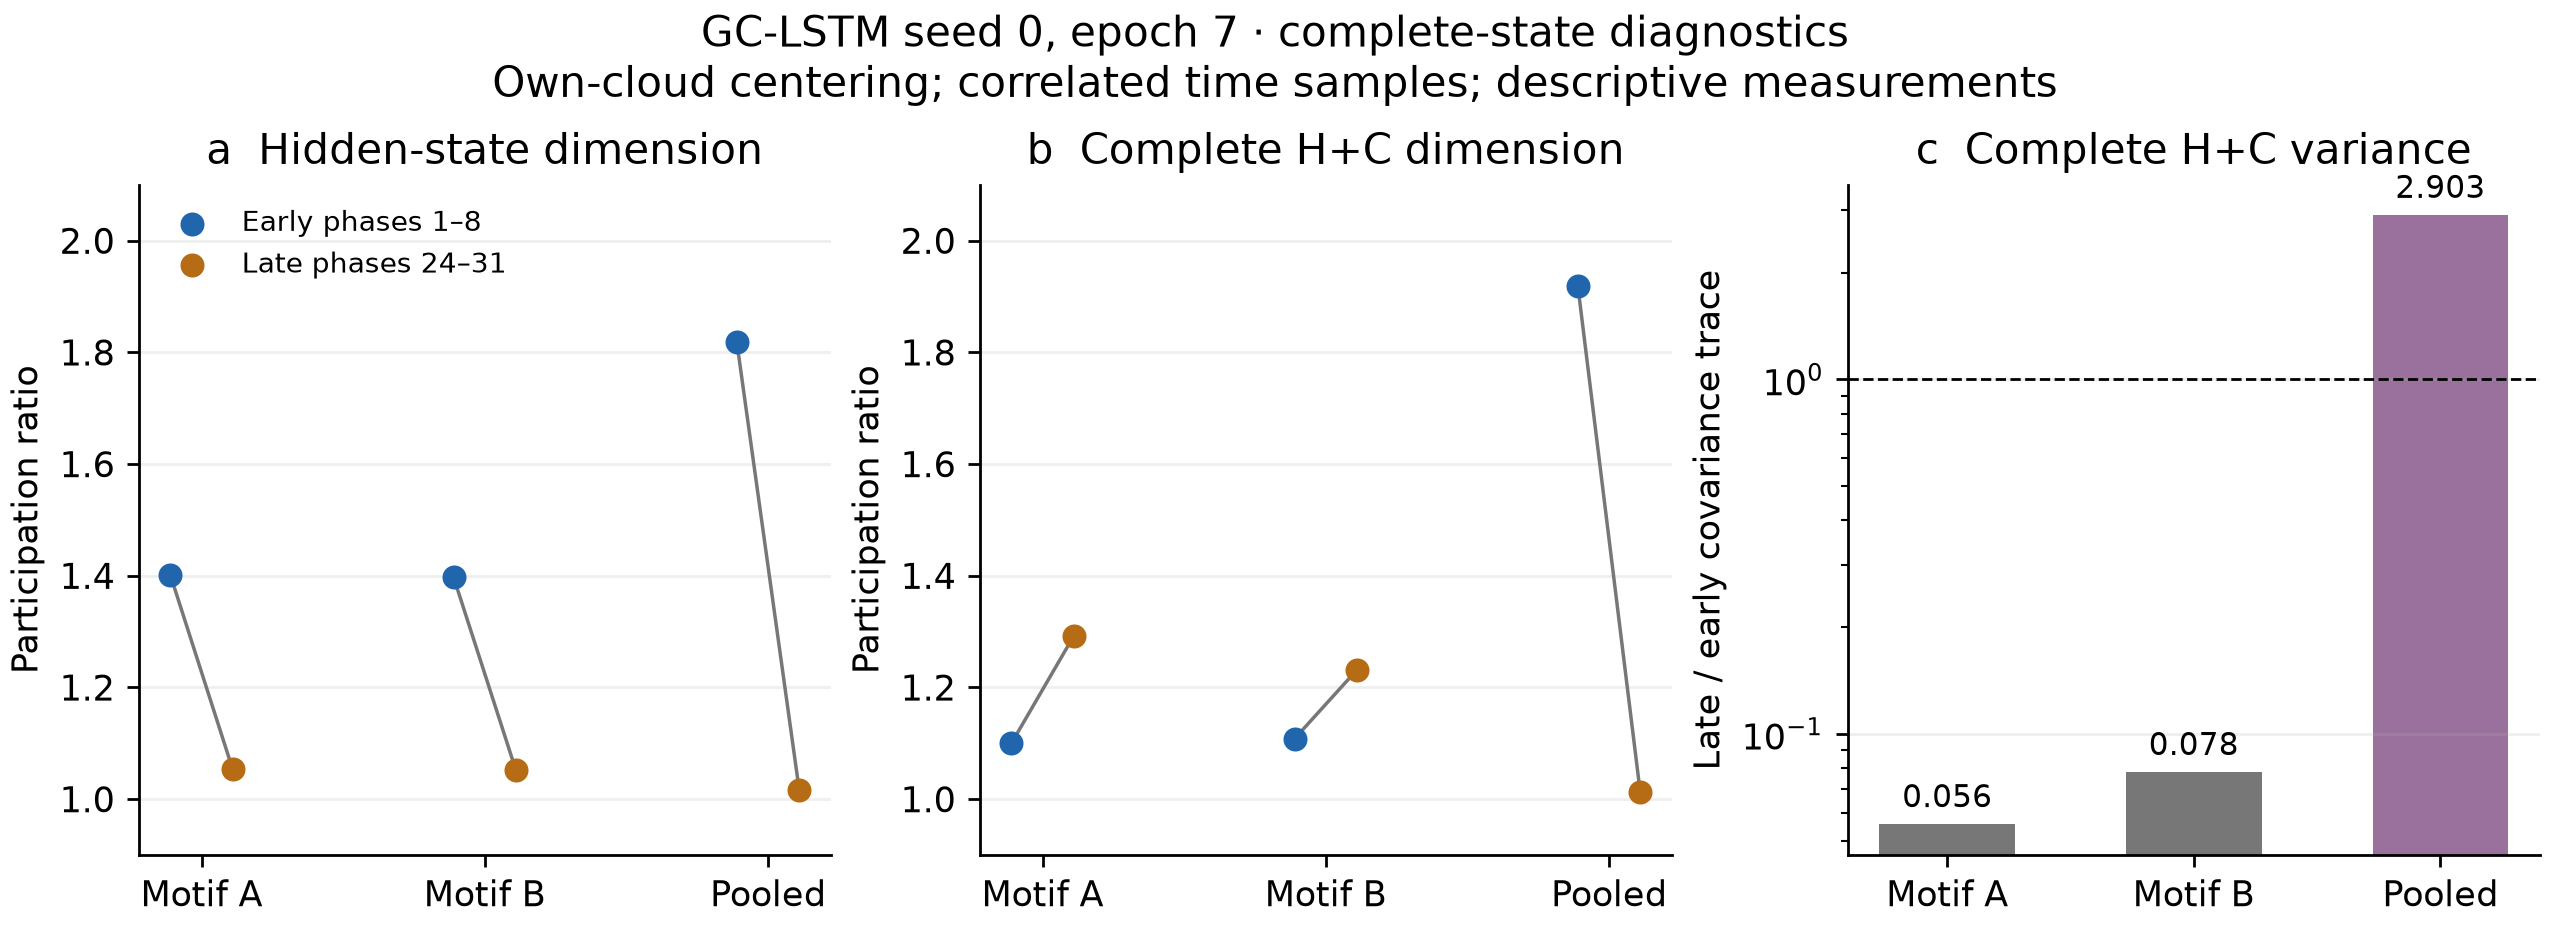 GC-LSTM seed 0, epoch 7 · complete-state diagnostics
Own-cloud centering; correlated time samples; descriptive measurements
a Hidden-state dimension
Participation ratio
2.0
1.8
1.6
1.4
1.2
1.0
Early phases 1–8
Late phases 24–31
Motif A
Motif B
Pooled
b Complete H+C dimension
Participation ratio
2.0
1.8
1.6
1.4
1.2
1.0
Motif A
Motif B
Pooled
c Complete H+C variance
Late / early covariance trace
10⁰
10⁻¹
0.056
0.078
2.903
Motif A
Motif B
Pooled